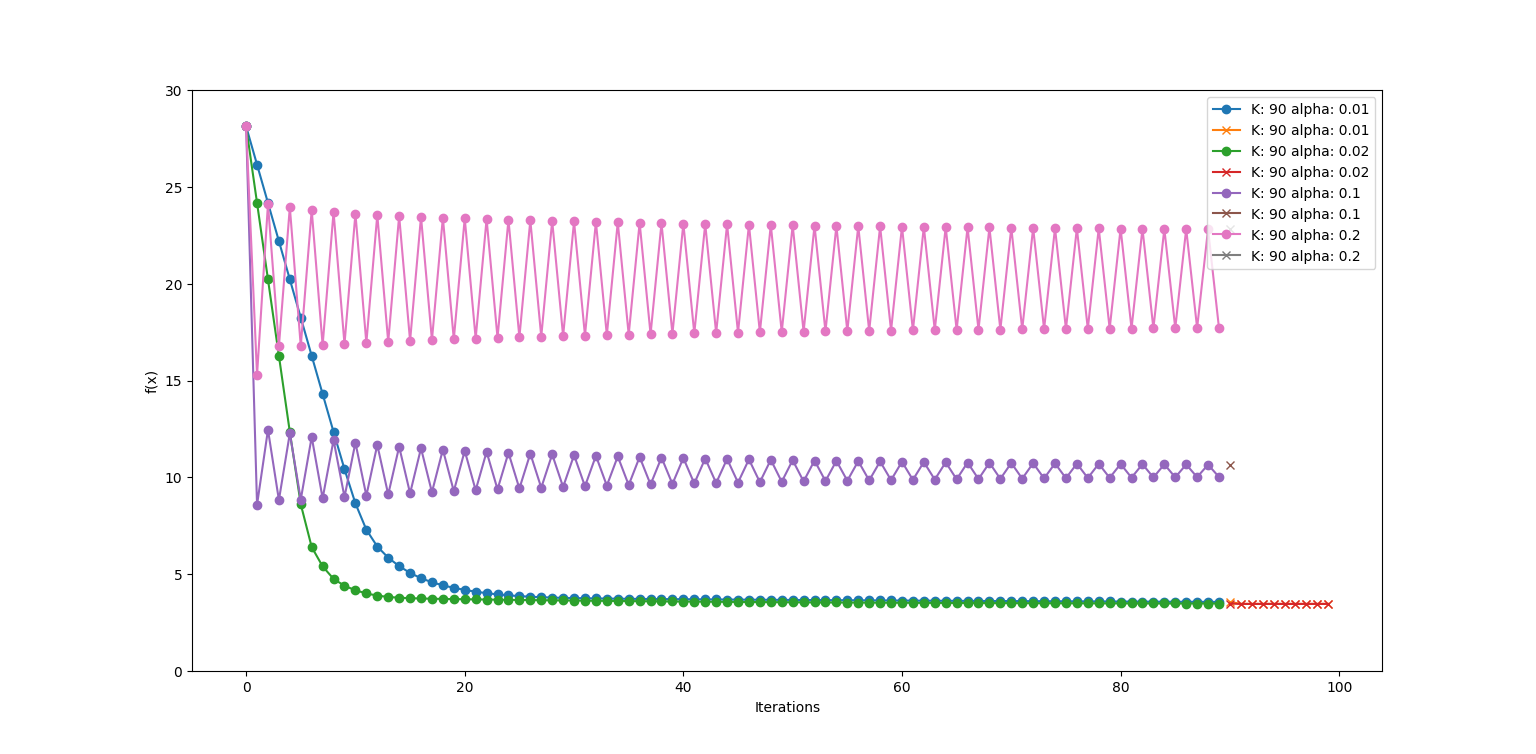 30
25
20
15
10
5
0
f(x)
0 20 40 60 80 100
Iterations
K: 90 alpha: 0.01
K: 90 alpha: 0.01
K: 90 alpha: 0.02
K: 90 alpha: 0.02
K: 90 alpha: 0.1
K: 90 alpha: 0.1
K: 90 alpha: 0.2
K: 90 alpha: 0.2